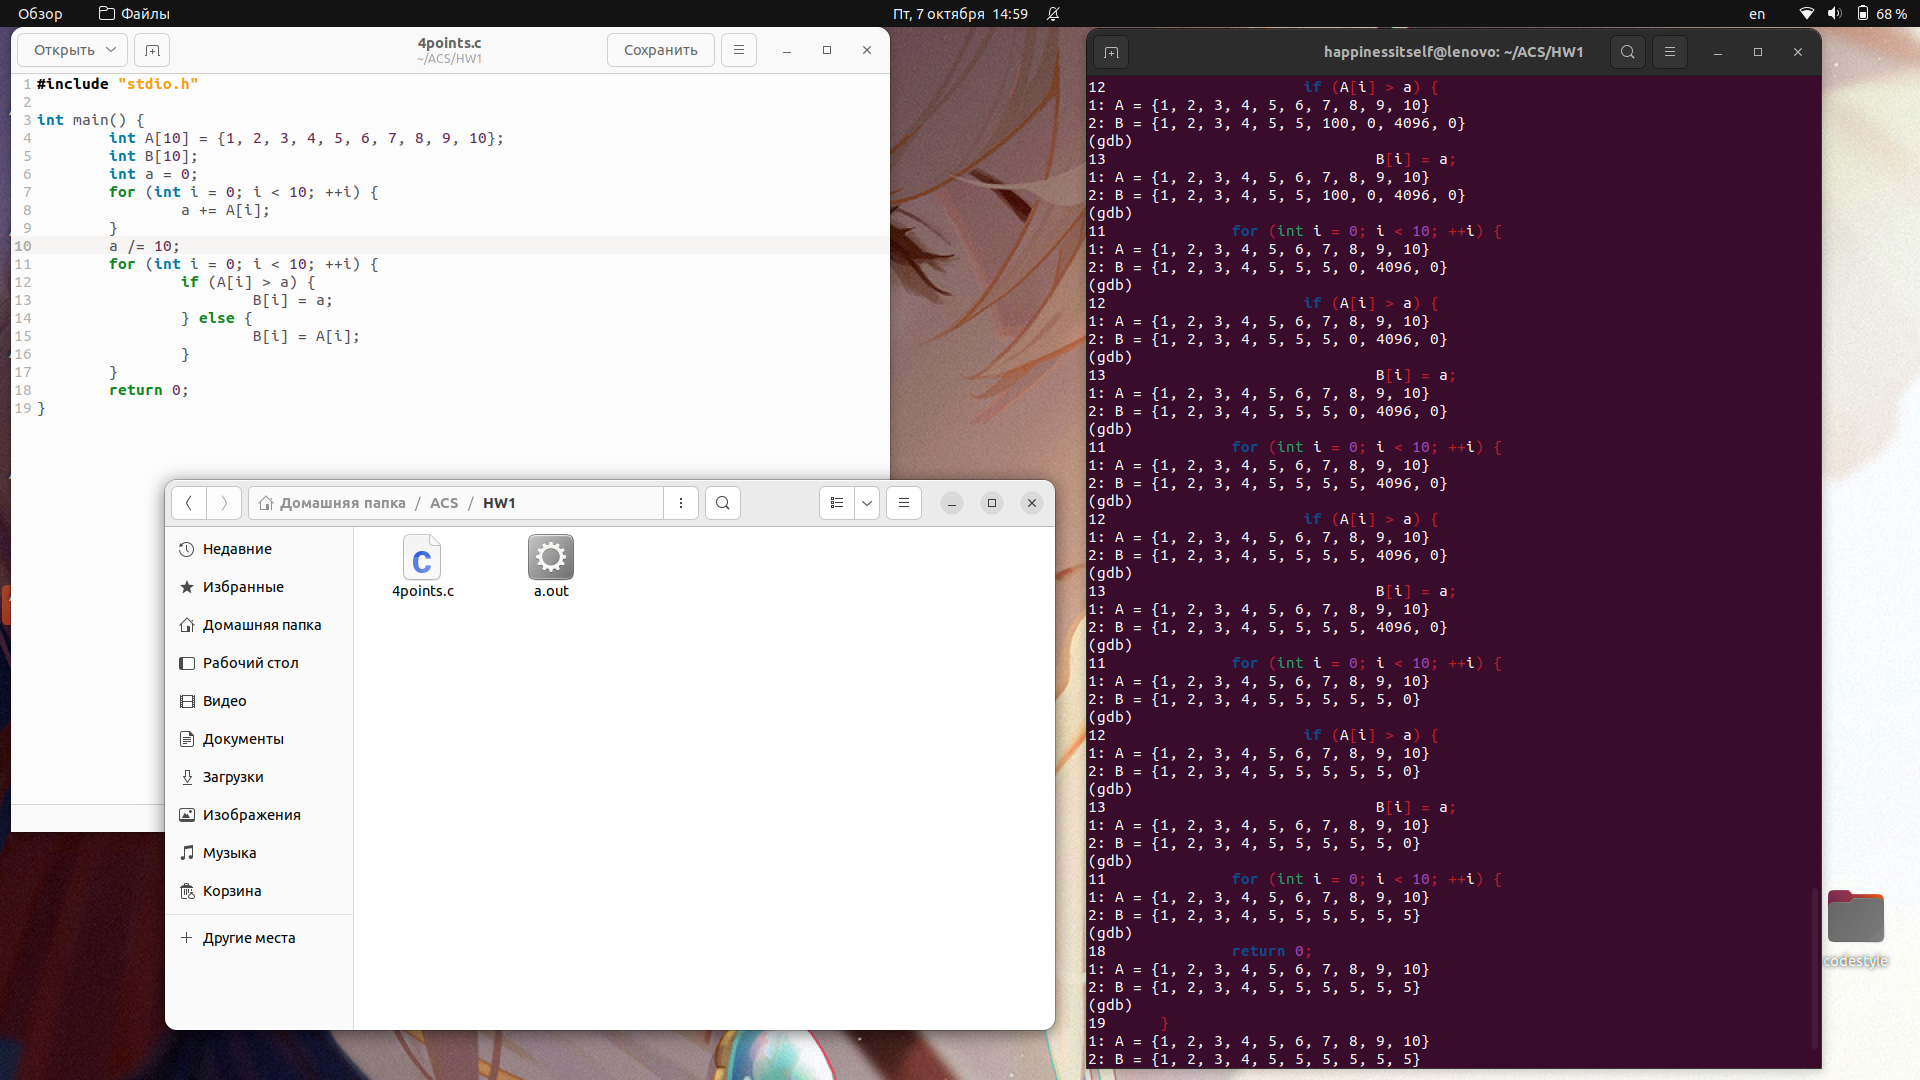 Обзор Файлы Пт, 7 октября 14:59 en 68 %
Открыть 4points.c Сохранить
~/ACS/HW1
1 #include "stdio.h"
2
3 int main() {
4 int A[10] = {1, 2, 3, 4, 5, 6, 7, 8, 9, 10};
5 int B[10];
6 int a = 0;
7 for (int i = 0; i < 10; ++i) {
8 a += A[i];
9 }
10 a /= 10;
11 for (int i = 0; i < 10; ++i) {
12 if (A[i] > a) {
13 B[i] = a;
14 } else {
15 B[i] = A[i];
16 }
17 }
18 return 0;
19 }
Домашняя папка / ACS / HW1
Недавние
Избранные
Домашняя папка
Рабочий стол
Видео
Документы
Загрузки
Изображения
Музыка
Корзина
Другие места
4points.c
a.out
happinessitself@lenovo: ~/ACS/HW1
12 if (A[i] > a) {
1: A = {1, 2, 3, 4, 5, 6, 7, 8, 9, 10}
2: B = {1, 2, 3, 4, 5, 5, 100, 0, 4096, 0}
(gdb)
13 B[i] = a;
1: A = {1, 2, 3, 4, 5, 6, 7, 8, 9, 10}
2: B = {1, 2, 3, 4, 5, 5, 100, 0, 4096, 0}
(gdb)
11 for (int i = 0; i < 10; ++i) {
1: A = {1, 2, 3, 4, 5, 6, 7, 8, 9, 10}
2: B = {1, 2, 3, 4, 5, 5, 5, 0, 4096, 0}
(gdb)
12 if (A[i] > a) {
1: A = {1, 2, 3, 4, 5, 6, 7, 8, 9, 10}
2: B = {1, 2, 3, 4, 5, 5, 5, 0, 4096, 0}
(gdb)
13 B[i] = a;
1: A = {1, 2, 3, 4, 5, 6, 7, 8, 9, 10}
2: B = {1, 2, 3, 4, 5, 5, 5, 0, 4096, 0}
(gdb)
11 for (int i = 0; i < 10; ++i) {
1: A = {1, 2, 3, 4, 5, 6, 7, 8, 9, 10}
2: B = {1, 2, 3, 4, 5, 5, 5, 5, 4096, 0}
(gdb)
12 if (A[i] > a) {
1: A = {1, 2, 3, 4, 5, 6, 7, 8, 9, 10}
2: B = {1, 2, 3, 4, 5, 5, 5, 5, 4096, 0}
(gdb)
13 B[i] = a;
1: A = {1, 2, 3, 4, 5, 6, 7, 8, 9, 10}
2: B = {1, 2, 3, 4, 5, 5, 5, 5, 4096, 0}
(gdb)
11 for (int i = 0; i < 10; ++i) {
1: A = {1, 2, 3, 4, 5, 6, 7, 8, 9, 10}
2: B = {1, 2, 3, 4, 5, 5, 5, 5, 5, 0}
(gdb)
12 if (A[i] > a) {
1: A = {1, 2, 3, 4, 5, 6, 7, 8, 9, 10}
2: B = {1, 2, 3, 4, 5, 5, 5, 5, 5, 0}
(gdb)
13 B[i] = a;
1: A = {1, 2, 3, 4, 5, 6, 7, 8, 9, 10}
2: B = {1, 2, 3, 4, 5, 5, 5, 5, 5, 0}
(gdb)
11 for (int i = 0; i < 10; ++i) {
1: A = {1, 2, 3, 4, 5, 6, 7, 8, 9, 10}
2: B = {1, 2, 3, 4, 5, 5, 5, 5, 5, 5}
(gdb)
18 return 0;
1: A = {1, 2, 3, 4, 5, 6, 7, 8, 9, 10}
2: B = {1, 2, 3, 4, 5, 5, 5, 5, 5, 5}
(gdb)
19 }
1: A = {1, 2, 3, 4, 5, 6, 7, 8, 9, 10}
2: B = {1, 2, 3, 4, 5, 5, 5, 5, 5, 5}
codestyle